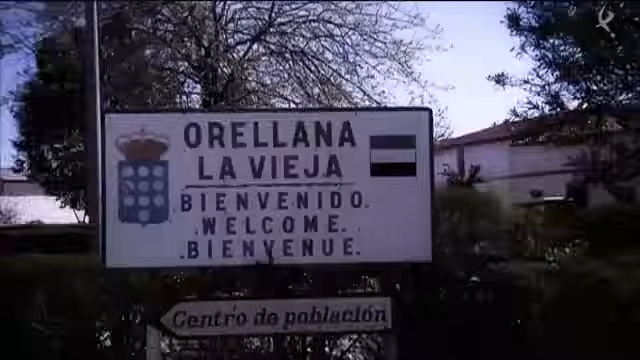 ORELLANA
LA VIEJA
BIENVENIDO.
.WELCOME.
.BIENVENUE.
Centro de población